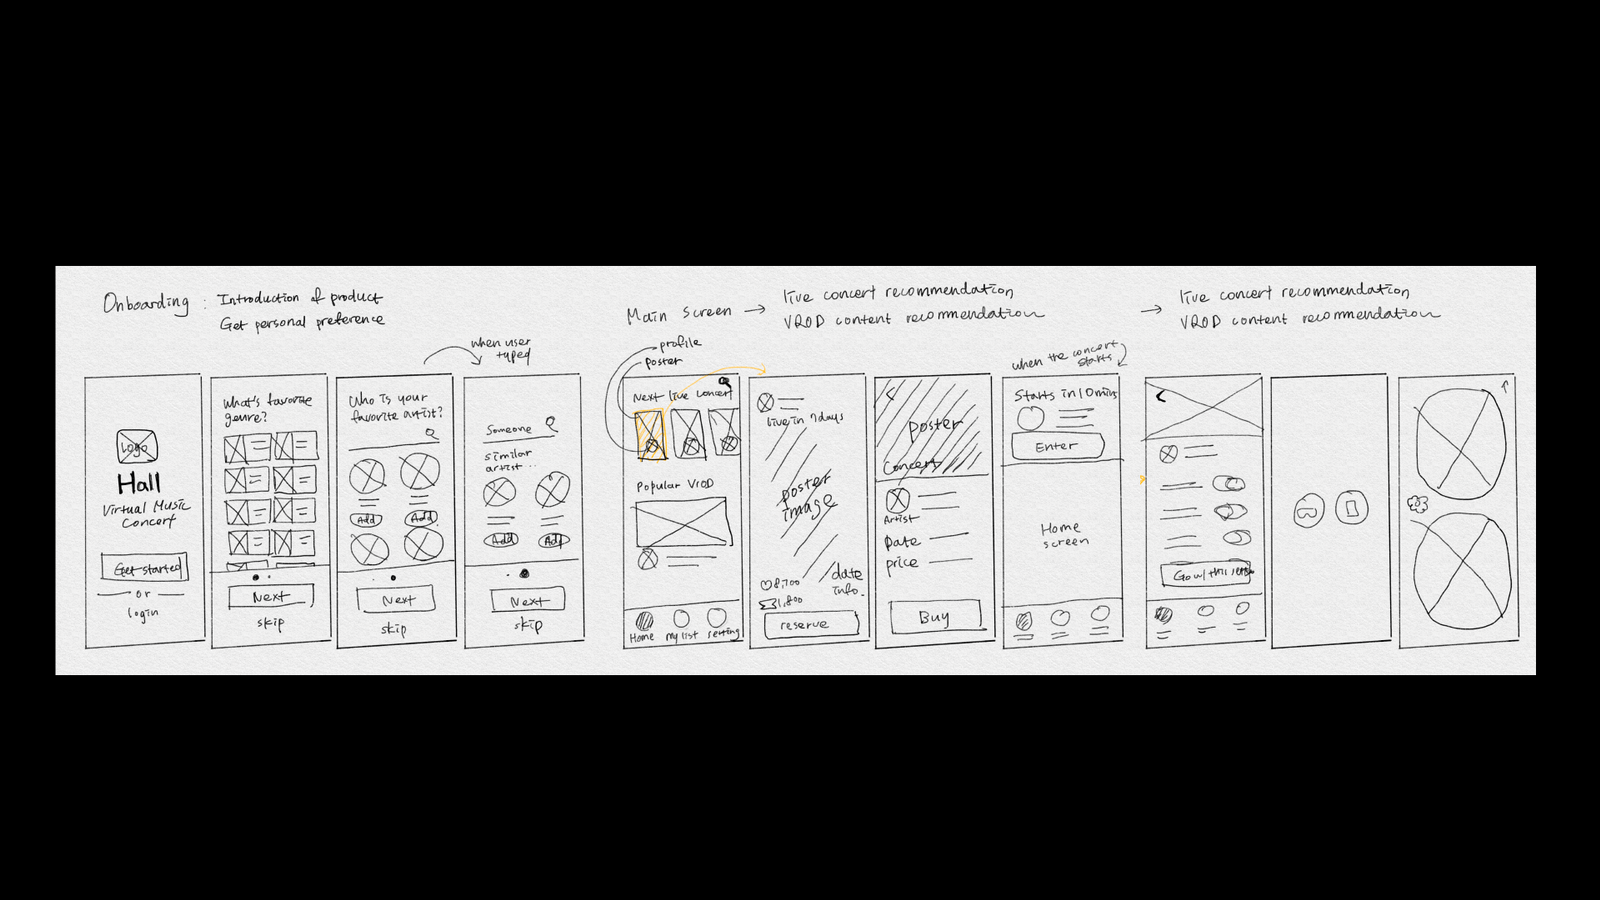 Onboarding : Introduction of product
Get personal preference
when user
typed
Logo
Hall
Virtual Music
Concert
Get started
or
login
What's favorite
genre?
Next
skip
Who is your
favorite artist?
Add
Add
Next
skip
Someone
similar
artist..
Add
Add
Next
skip
Main Screen → live concert recommendation
VROD content recommendation
profile
poster
Next live concert
Popular VROD
Home
my list
setting
live in 7days
poster
image
8,700
1,800
date
info.
reserve
poster
Concert
Artist
Date
price
Buy
when the concert
starts
Starts in 10 mins
Enter
Home
screen
→ live concert recommendation
VROD content recommendation
Go w/ this